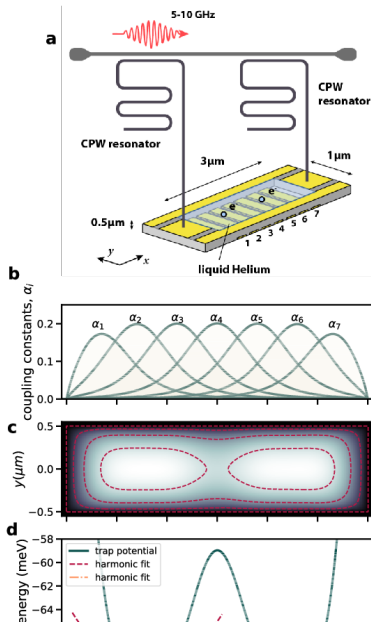 5-10 GHz
a
CPW
resonator
CPW resonator
3μm
1μm
e
e
0.5μm
1 2 3 4 5 6 7
y
x
liquid Helium
b
coupling constants, αᵢ
0.2
0.1
0.0
α₁ α₂ α₃ α₄ α₅ α₆ α₇
c
y(μm)
0.5
0.0
−0.5
d
energy (meV)
−58
−60
−62
−64
trap potential
harmonic fit
harmonic fit